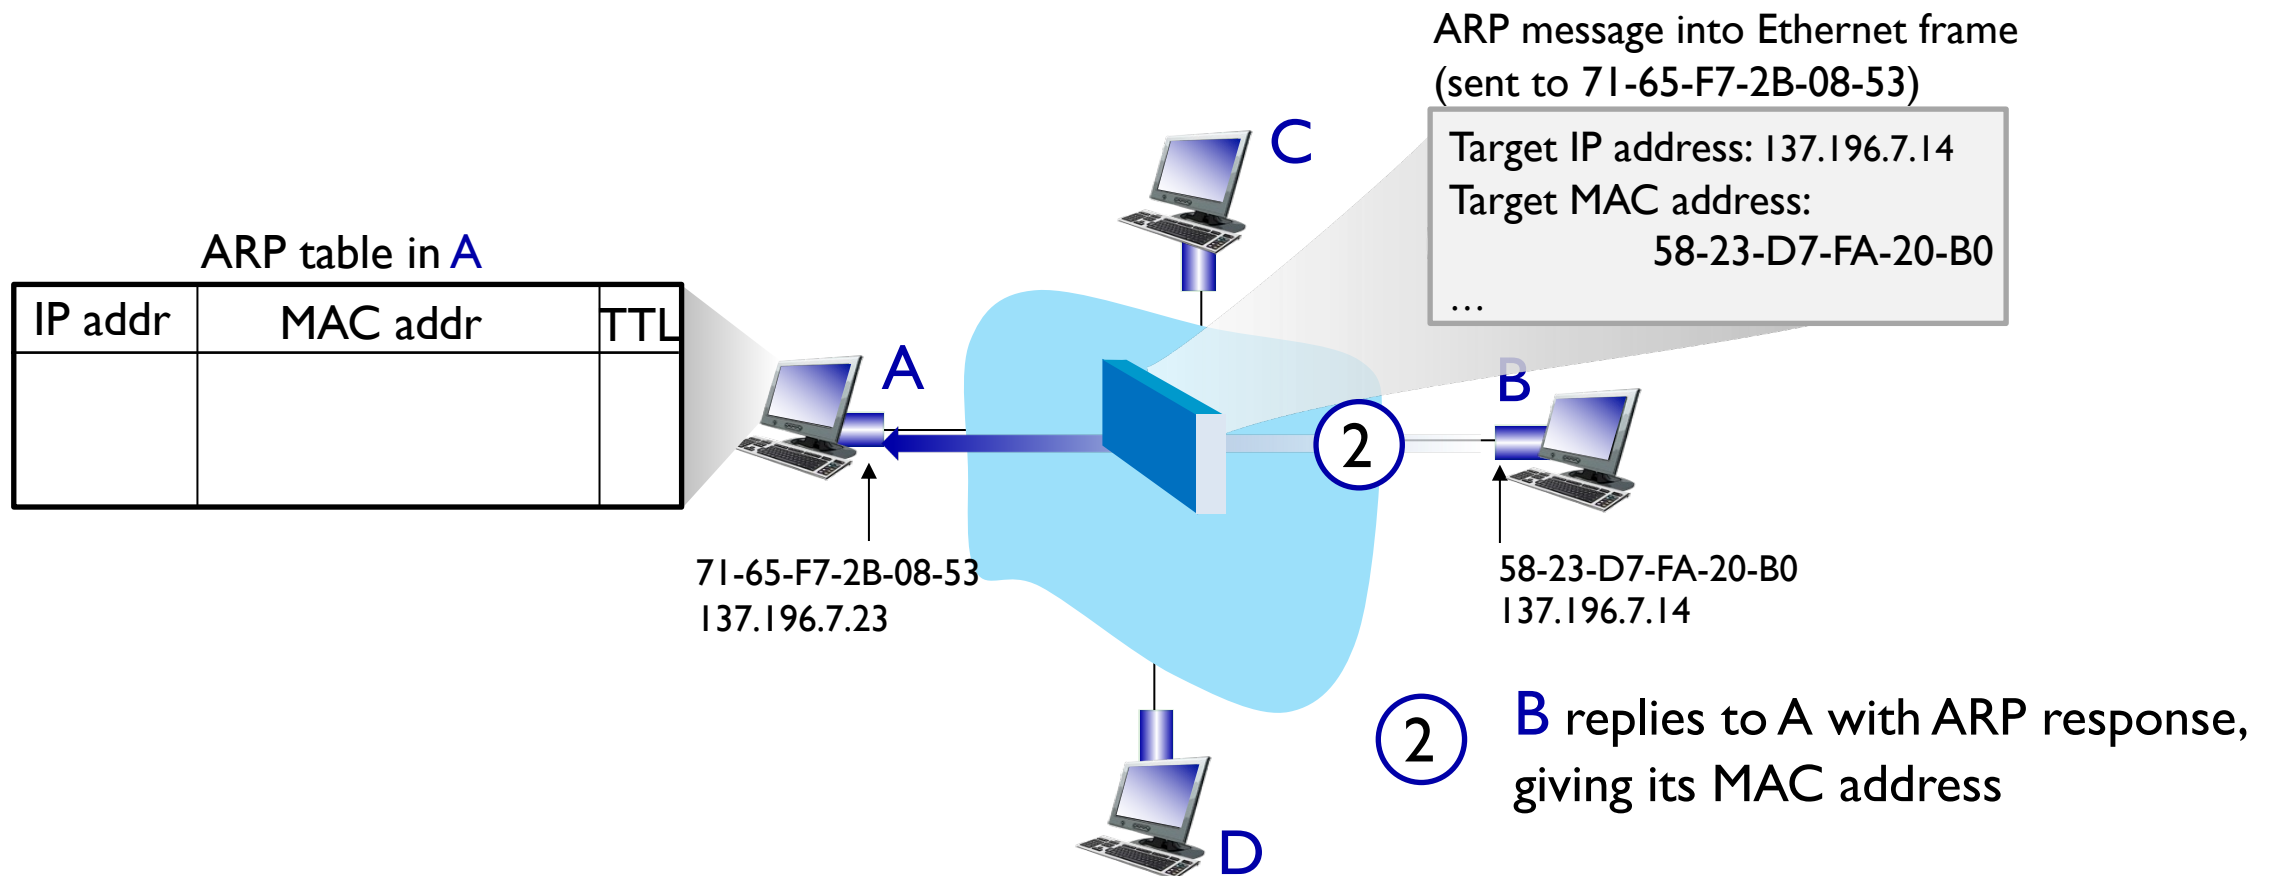 ARP message into Ethernet frame
(sent to 71-65-F7-2B-08-53)
Target IP address: 137.196.7.14
Target MAC address:
58-23-D7-FA-20-B0
…
C
ARP table in A
IP addr MAC addr TTL
A
B
2
71-65-F7-2B-08-53
137.196.7.23
58-23-D7-FA-20-B0
137.196.7.14
2 B replies to A with ARP response,
giving its MAC address
D